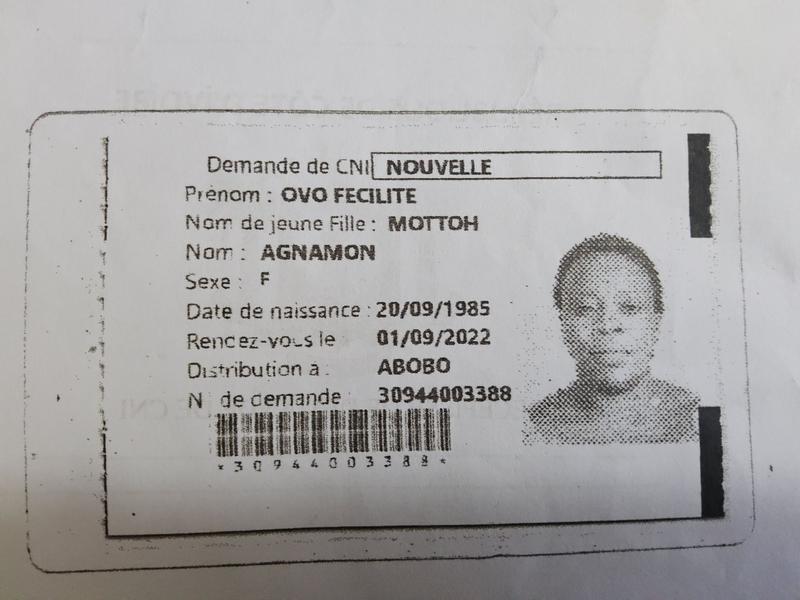 Demande de CNI NOUVELLE
Prénom : OVO FECILITE
Nom de jeune Fille : MOTTOH
Nom : AGNAMON
Sexe : F
Date de naissance : 20/09/1985
Rendez-vous le 01/09/2022
Distribution à : ABOBO
N° de demande 30944003388
*30944003388*